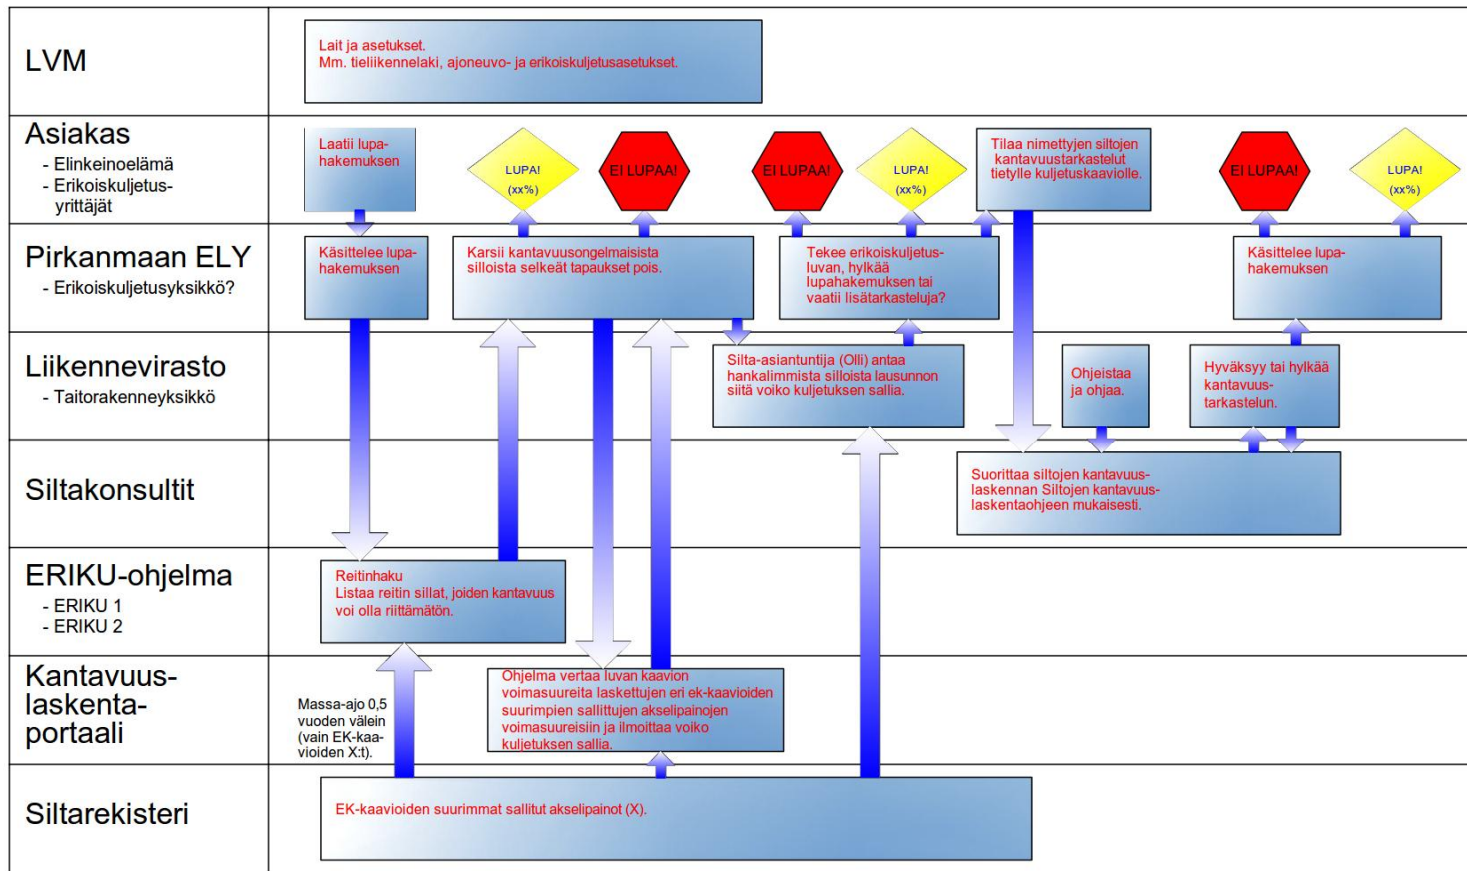 LVM
Lait ja asetukset.
Mm. tieliikennelaki, ajoneuvo- ja erikoiskuljetusasetukset.
Asiakas
- Elinkeinoelämä
- Erikoiskuljetus-
yrittäjät
Laatii lupa-
hakemuksen
LUPA!
(xx%)
EI LUPAA!
EI LUPAA!
LUPA!
(xx%)
Tilaa nimettyjen siltojen
kantavuustarkastelut
tietylle kuljetuskaaviolle.
EI LUPAA!
LUPA!
(xx%)
Pirkanmaan ELY
- Erikoiskuljetusyksikkö?
Käsittelee lupa-
hakemuksen
Karsii kantavuusongelmaisista
silloista selkeät tapaukset pois.
Tekee erikoiskuljetus-
luvan, hylkää
lupahakemuksen tai
vaatii lisätarkasteluja?
Käsittelee lupa-
hakemuksen
Liikennevirasto
- Taitorakenneyksikkö
Silta-asiantuntija (Olli) antaa
hankalimmista silloista lausunnon
siitä voiko kuljetuksen sallia.
Ohjeistaa
ja ohjaa.
Hyväksyy tai hylkää
kantavuus-
tarkastelun.
Siltakonsultit
Suorittaa siltojen kantavuus-
laskennan Siltojen kantavuus-
laskentaohjeen mukaisesti.
ERIKU-ohjelma
- ERIKU 1
- ERIKU 2
Reitinhaku
Listaa reitin sillat, joiden kantavuus
voi olla riittämätön.
Kantavuus-
laskenta-
portaali
Massa-ajo 0,5
vuoden välein
(vain EK-kaa-
vioiden X:t).
Ohjelma vertaa luvan kaavion
voimasuureita laskettujen eri ek-kaavioiden
suurimpien sallittujen akselipainojen
voimasuureisiin ja ilmoittaa voiko
kuljetuksen sallia.
Siltarekisteri
EK-kaavioiden suurimmat sallitut akselipainot (X).